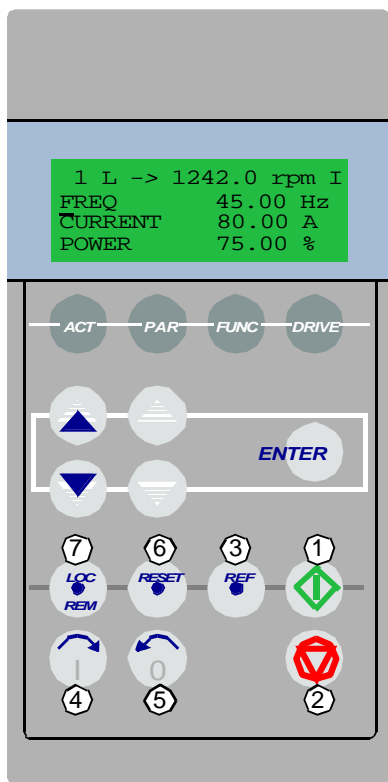 1 L -> 1242.0 rpm I
FREQ 45.00 Hz
CURRENT 80.00 A
POWER 75.00 %
ACT PAR FUNC DRIVE
ENTER
7 6 3 1
LOC RESET REF
REM
I 0
4 5 2